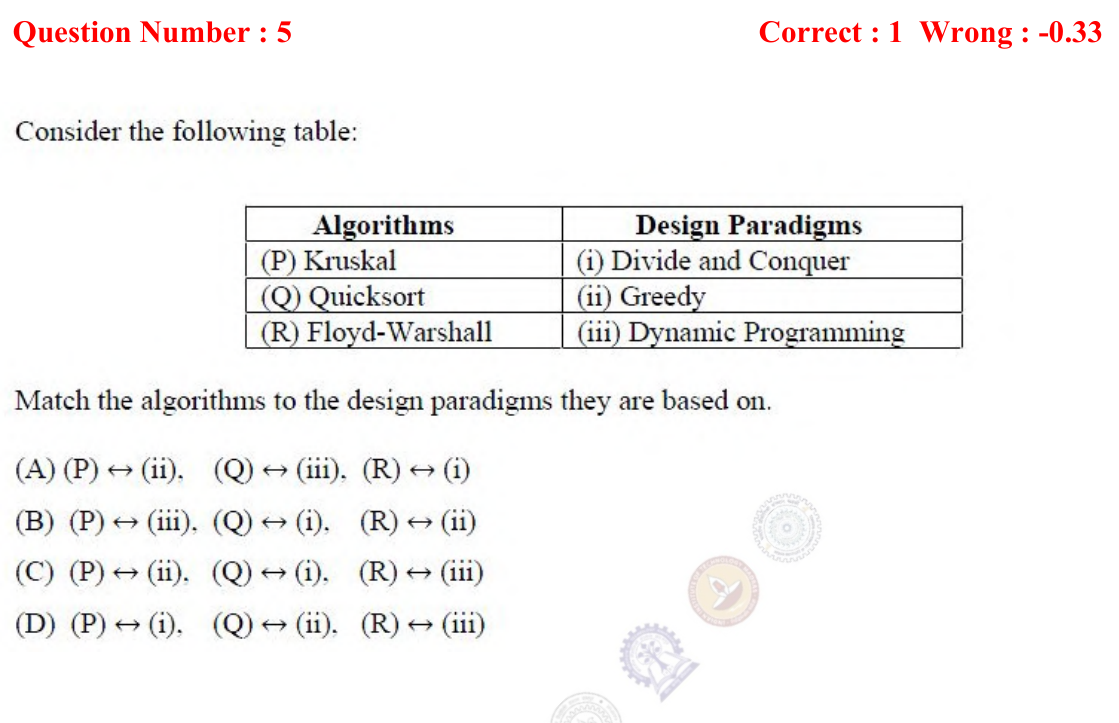 Question Number : 5 Correct : 1 Wrong : -0.33
Consider the following table:
Algorithms Design Paradigms
(P) Kruskal (i) Divide and Conquer
(Q) Quicksort (ii) Greedy
(R) Floyd-Warshall (iii) Dynamic Programming
Match the algorithms to the design paradigms they are based on.
(A) (P) ↔ (ii), (Q) ↔ (iii), (R) ↔ (i)
(B) (P) ↔ (iii), (Q) ↔ (i), (R) ↔ (ii)
(C) (P) ↔ (ii), (Q) ↔ (i), (R) ↔ (iii)
(D) (P) ↔ (i), (Q) ↔ (ii), (R) ↔ (iii)